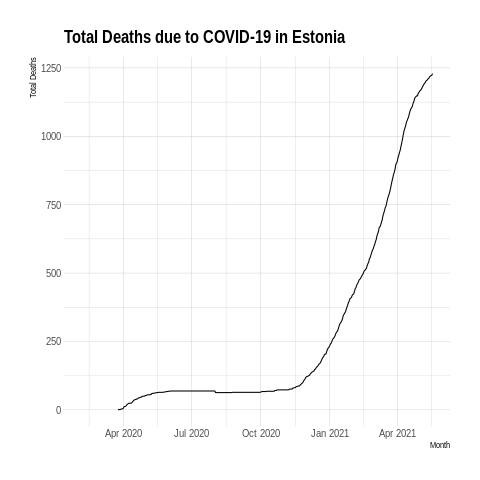 Total Deaths due to COVID-19 in Estonia
Total Deaths
1250
1000
750
500
250
0
Apr 2020 Jul 2020 Oct 2020 Jan 2021 Apr 2021
Month